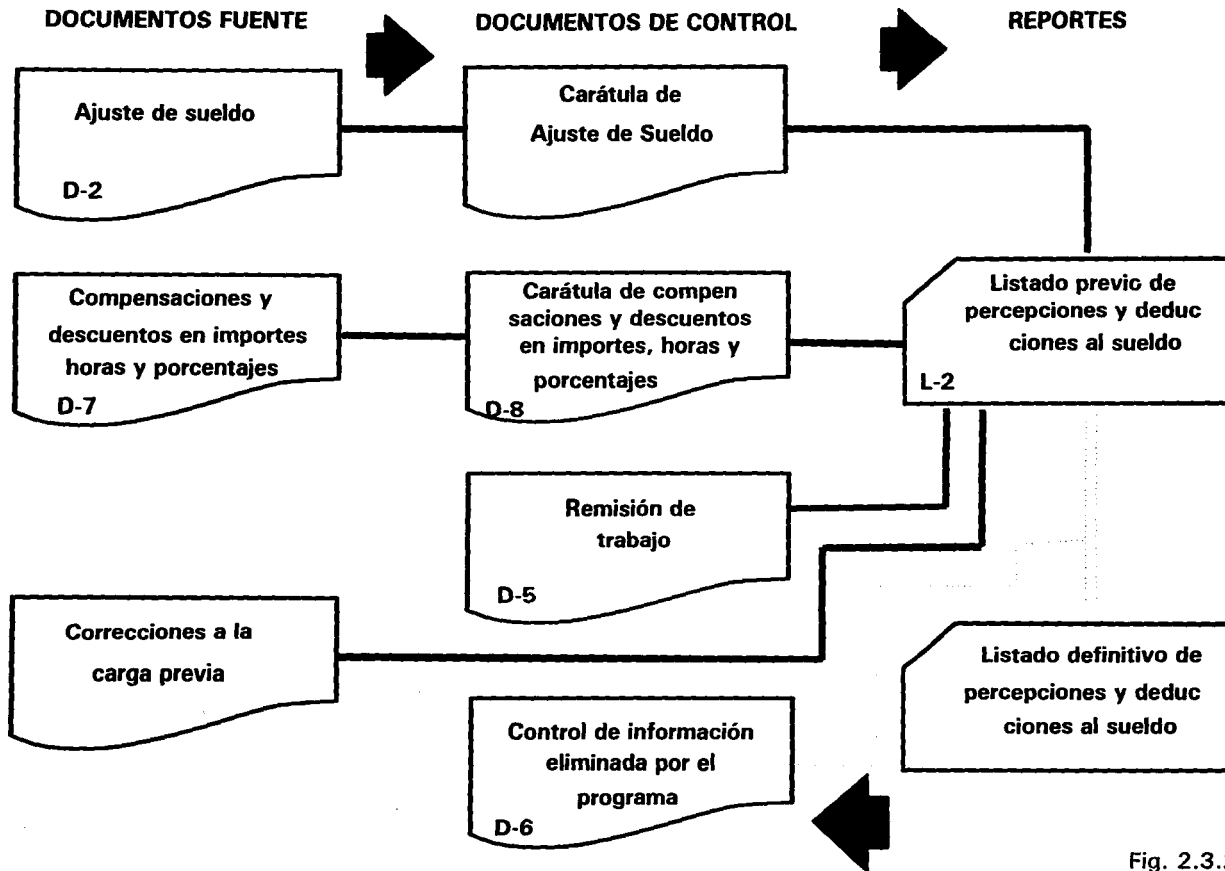 DOCUMENTOS FUENTE
DOCUMENTOS DE CONTROL
REPORTES
Ajuste de sueldo
D-2
Carátula de
Ajuste de Sueldo
Compensaciones y
descuentos en importes
horas y porcentajes
D-7
Carátula de compen
saciones y descuentos
en importes, horas y
porcentajes
D-8
Listado previc de
percepciones y deduc
ciones al sueldo
L-2
Remisión de
trabajo
D-5
Correcciones a la
carga previa
Control de información
eliminada por el
programa
D-6
Listado definitivo de
percepciones y deduc
ciones al sueldo
Fig. 2.3.